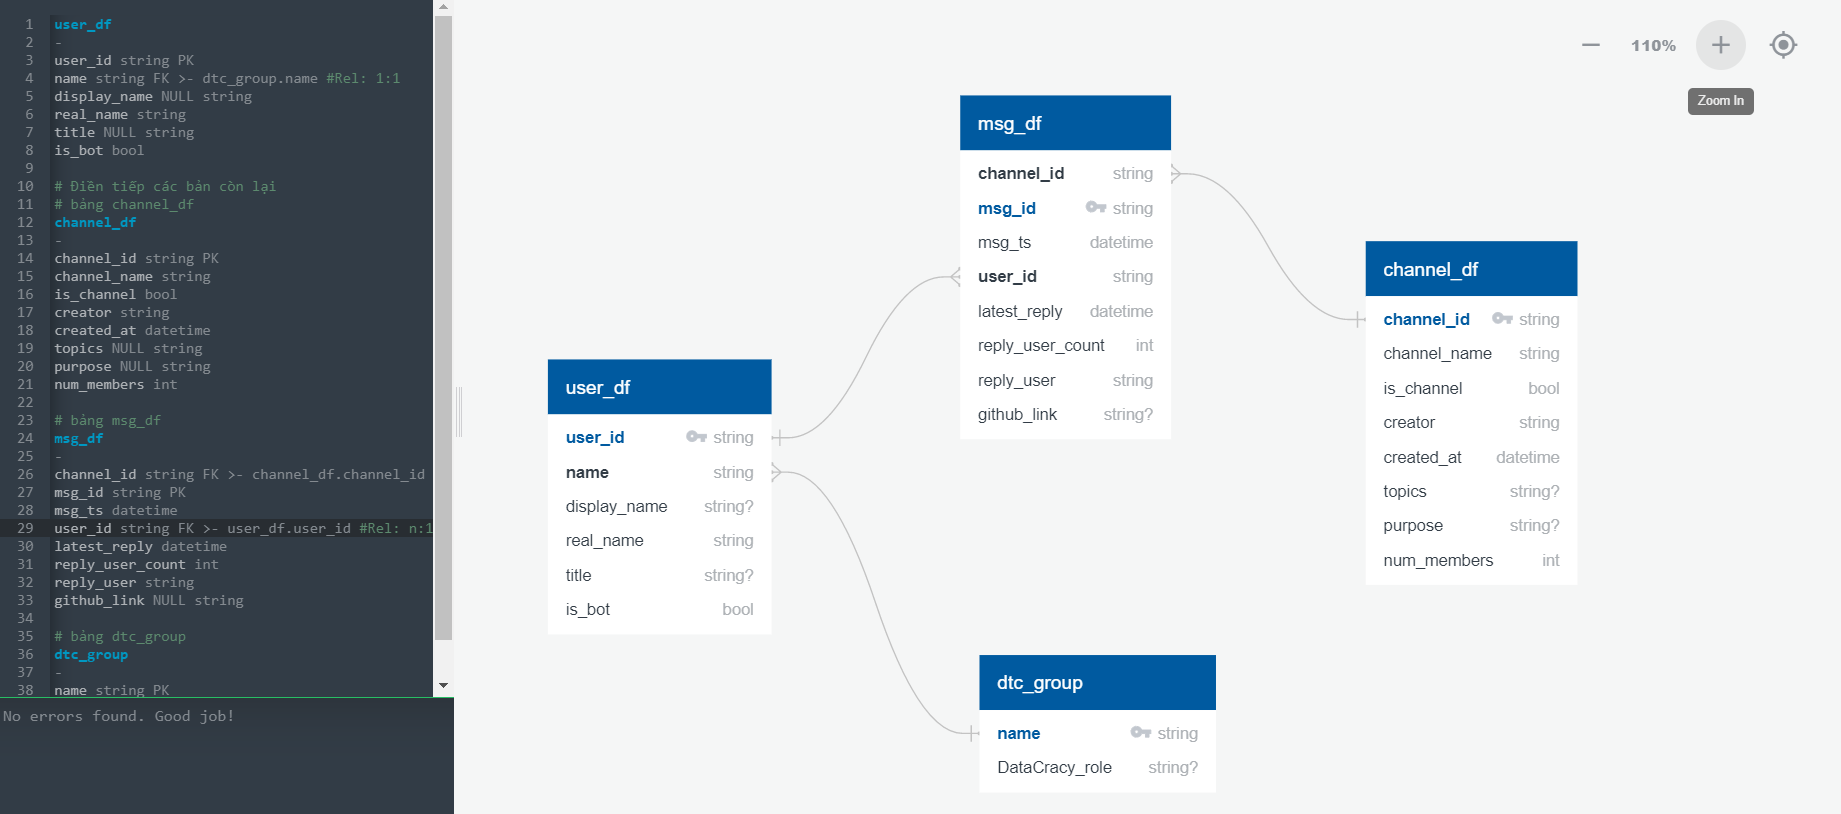 1 user_df
2 -
3 user_id string PK
4 name string FK >- dtc_group.name #Rel: 1:1
5 display_name NULL string
6 real_name string
7 title NULL string
8 is_bot bool
9
10 # Điền tiếp các bản còn lại
11 # bảng channel_df
12 channel_df
13 -
14 channel_id string PK
15 channel_name string
16 is_channel bool
17 creator string
18 created_at datetime
19 topics NULL string
20 purpose NULL string
21 num_members int
22
23 # bảng msg_df
24 msg_df
25 -
26 channel_id string FK >- channel_df.channel_id
27 msg_id string PK
28 msg_ts datetime
29 user_id string FK >- user_df.user_id #Rel: n:1
30 latest_reply datetime
31 reply_user_count int
32 reply_user string
33 github_link NULL string
34
35 # bảng dtc_group
36 dtc_group
37 -
38 name string PK
No errors found. Good job!
110%
Zoom In
msg_df
channel_id string
msg_id string
msg_ts datetime
user_id string
latest_reply datetime
reply_user_count int
reply_user string
github_link string?
channel_df
channel_id string
channel_name string
is_channel bool
creator string
created_at datetime
topics string?
purpose string?
num_members int
user_df
user_id string
name string
display_name string?
real_name string
title string?
is_bot bool
dtc_group
name string
DataCracy_role string?